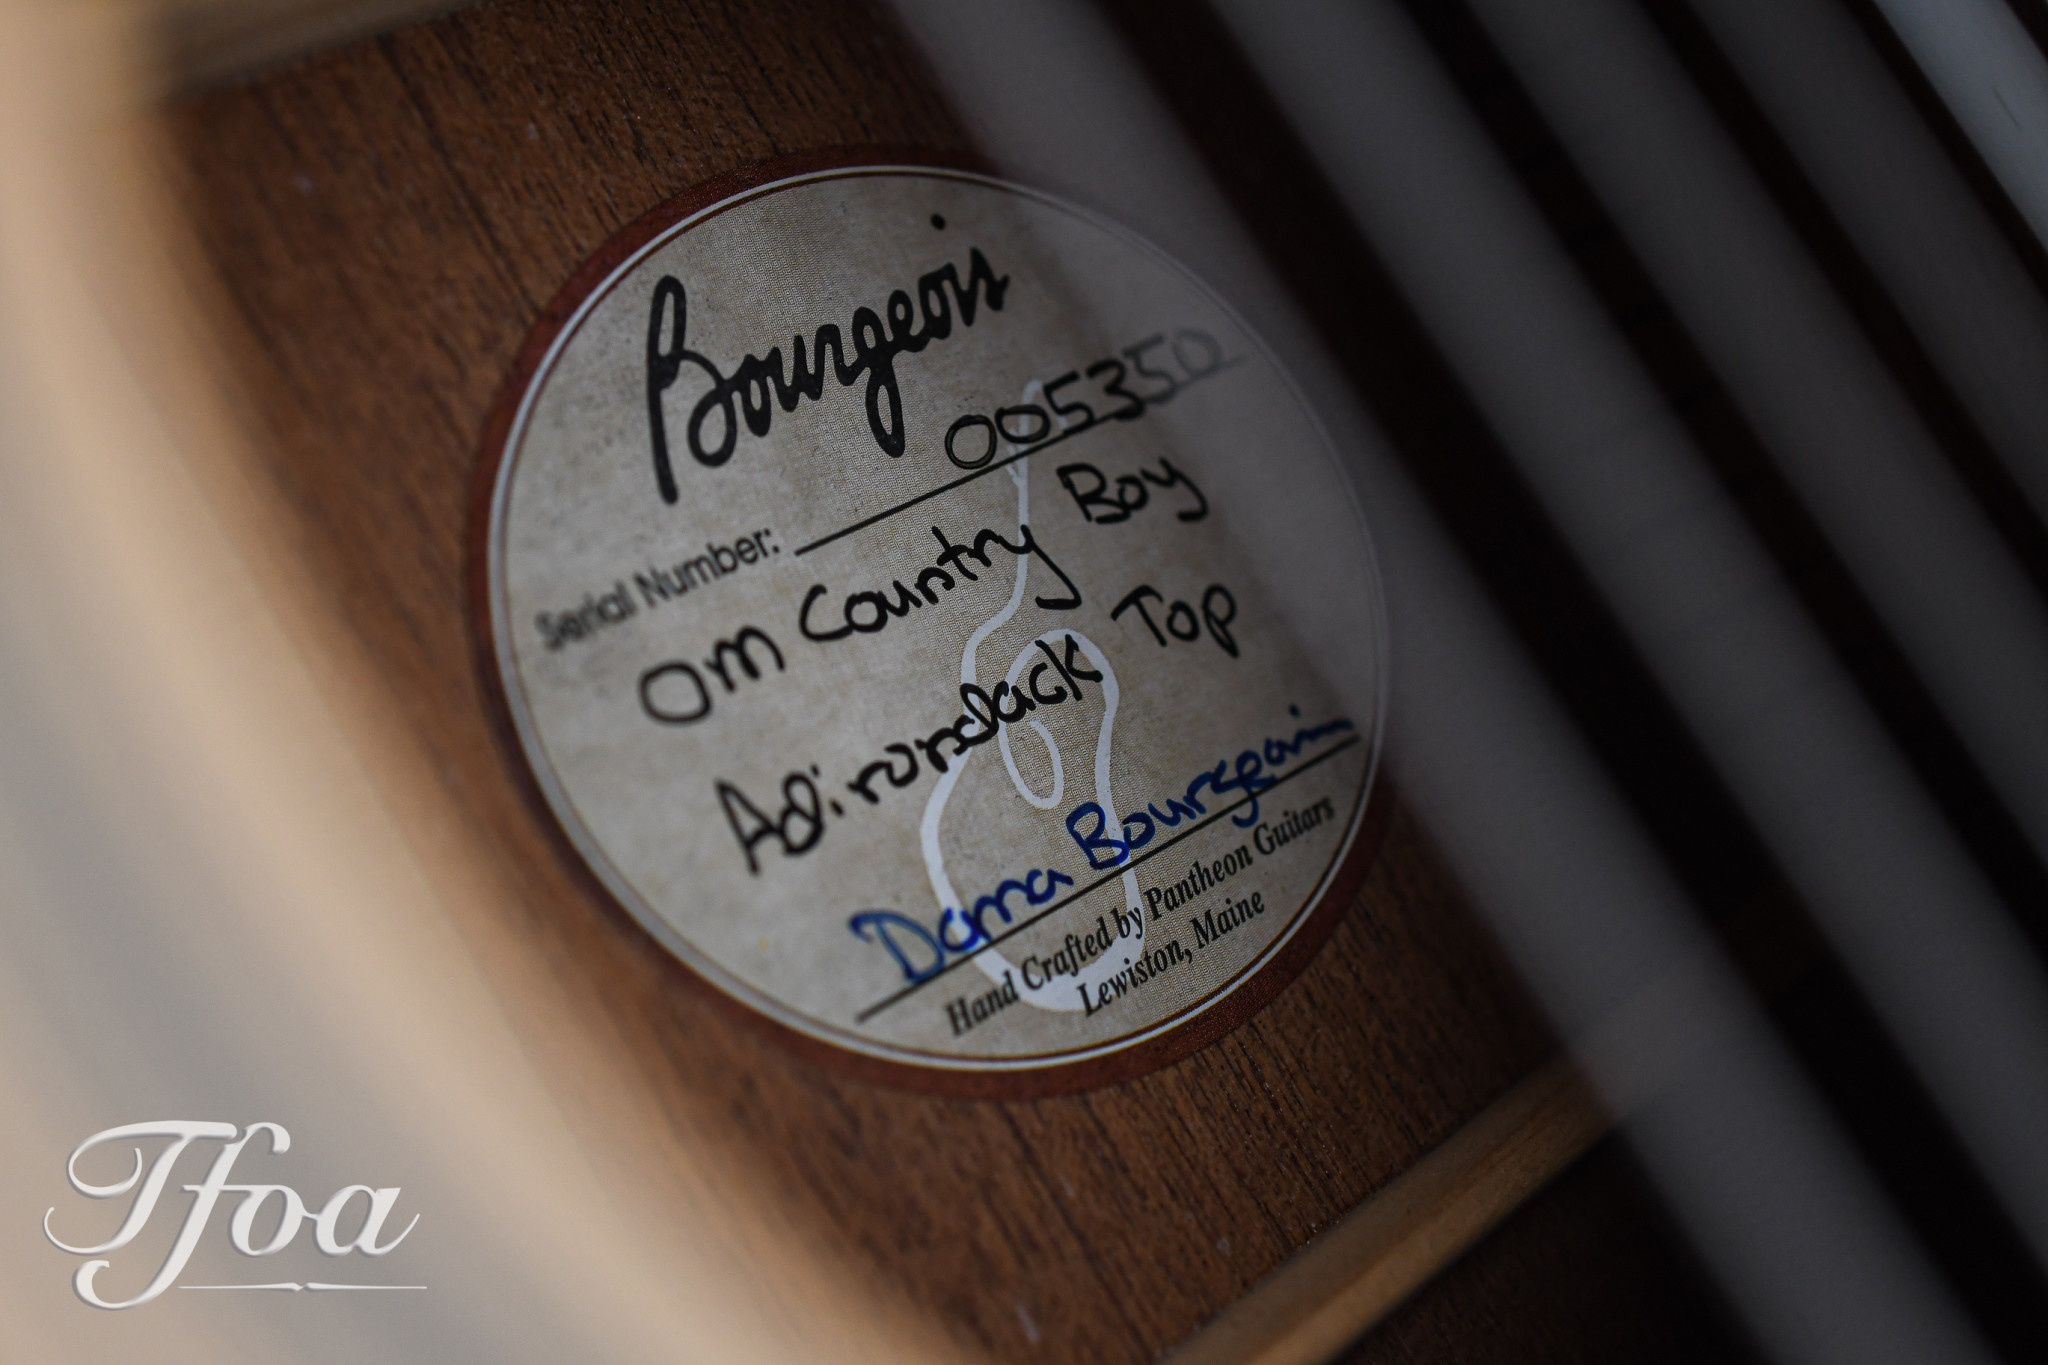 Bourgeois
Serial Number: 005350
OM Country Boy
Adirondack Top
Dana Bourgeois
Hand Crafted by Pantheon Guitars
Lewiston, Maine
Tfoa